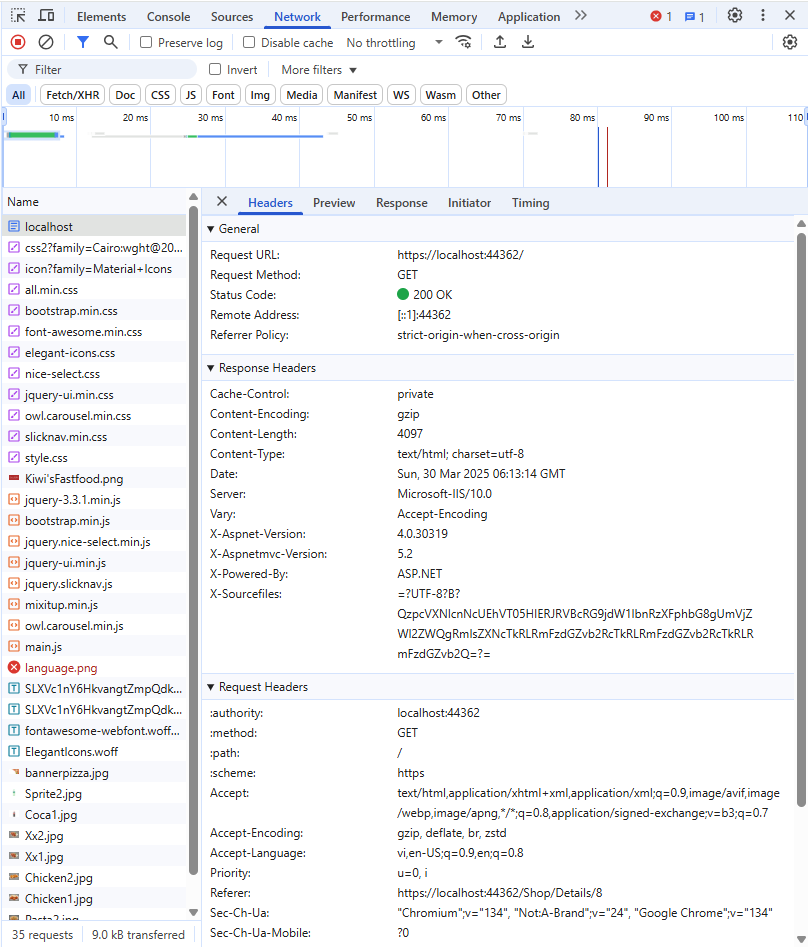 Elements Console Sources Network Performance Memory Application 1 1
Preserve log Disable cache No throttling
Filter Invert More filters
All Fetch/XHR Doc CSS JS Font Img Media Manifest WS Wasm Other
10 ms 20 ms 30 ms 40 ms 50 ms 60 ms 70 ms 80 ms 90 ms 100 ms 110
Name
localhost
css2?family=Cairo:wght@20...
icon?family=Material+Icons
all.min.css
bootstrap.min.css
font-awesome.min.css
elegant-icons.css
nice-select.css
jquery-ui.min.css
owl.carousel.min.css
slicknav.min.css
style.css
Kiwi'sFastfood.png
jquery-3.3.1.min.js
bootstrap.min.js
jquery.nice-select.min.js
jquery-ui.min.js
jquery.slicknav.js
mixitup.min.js
owl.carousel.min.js
main.js
language.png
SLXVc1nY6HkvangtZmpQdk...
SLXVc1nY6HkvangtZmpQdk...
fontawesome-webfont.woff...
ElegantIcons.woff
bannerpizza.jpg
Sprite2.jpg
Coca1.jpg
Xx2.jpg
Xx1.jpg
Chicken2.jpg
Chicken1.jpg
Pasta2.jpg
35 requests 9.0 kB transferred
Headers Preview Response Initiator Timing
General
Request URL: https://localhost:44362/
Request Method: GET
Status Code: 200 OK
Remote Address: [::1]:44362
Referrer Policy: strict-origin-when-cross-origin
Response Headers
Cache-Control: private
Content-Encoding: gzip
Content-Length: 4097
Content-Type: text/html; charset=utf-8
Date: Sun, 30 Mar 2025 06:13:14 GMT
Server: Microsoft-IIS/10.0
Vary: Accept-Encoding
X-Aspnet-Version: 4.0.30319
X-Aspnetmvc-Version: 5.2
X-Powered-By: ASP.NET
X-Sourcefiles: =?UTF-8?B?
QzpcVXNlcnNcUEhVT05HIERJRVBcRG9jdW1lbnRzXFphbG8gUmVjZ
Wl2ZWQgRmlsZXNcTkRLRmFzdGZvb2RcTkRLRmFzdGZvb2RcTkRLR
mFzdGZvb2Q=?=
Request Headers
:authority: localhost:44362
:method: GET
:path: /
:scheme: https
Accept: text/html,application/xhtml+xml,application/xml;q=0.9,image/avif,image
/webp,image/apng,*/*;q=0.8,application/signed-exchange;v=b3;q=0.7
Accept-Encoding: gzip, deflate, br, zstd
Accept-Language: vi,en-US;q=0.9,en;q=0.8
Priority: u=0, i
Referer: https://localhost:44362/Shop/Details/8
Sec-Ch-Ua: "Chromium";v="134", "Not:A-Brand";v="24", "Google Chrome";v="134"
Sec-Ch-Ua-Mobile: ?0